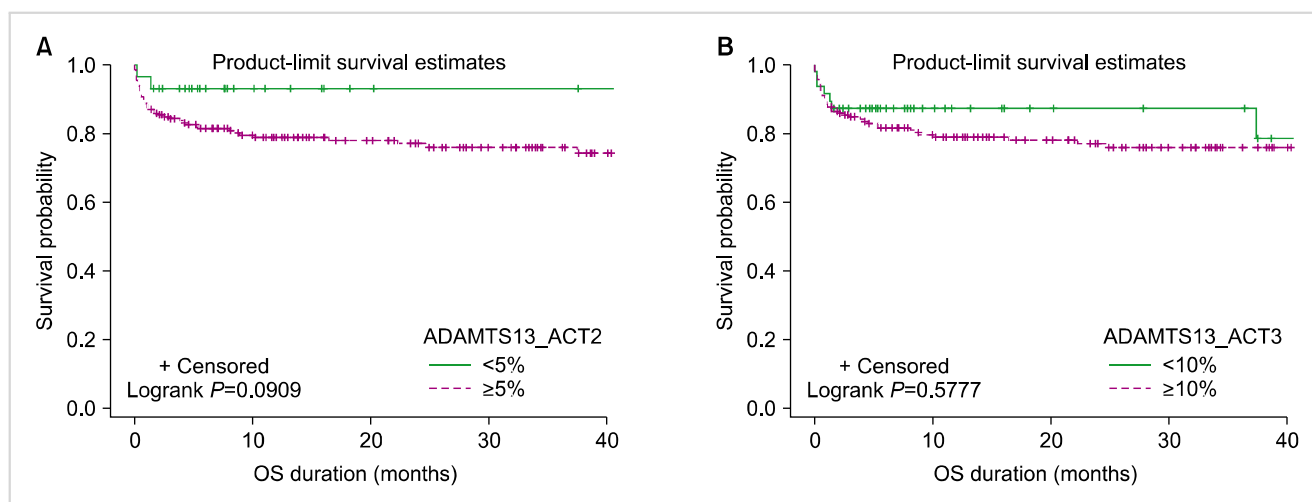 A
Product-limit survival estimates
1.0
0.8
0.6
0.4
0.2
0.0
Survival probability
+ Censored
Logrank P=0.0909
ADAMTS13_ACT2
<5%
≥5%
0 10 20 30 40
OS duration (months)
B
Product-limit survival estimates
1.0
0.8
0.6
0.4
0.2
0.0
Survival probability
+ Censored
Logrank P=0.5777
ADAMTS13_ACT3
<10%
≥10%
0 10 20 30 40
OS duration (months)